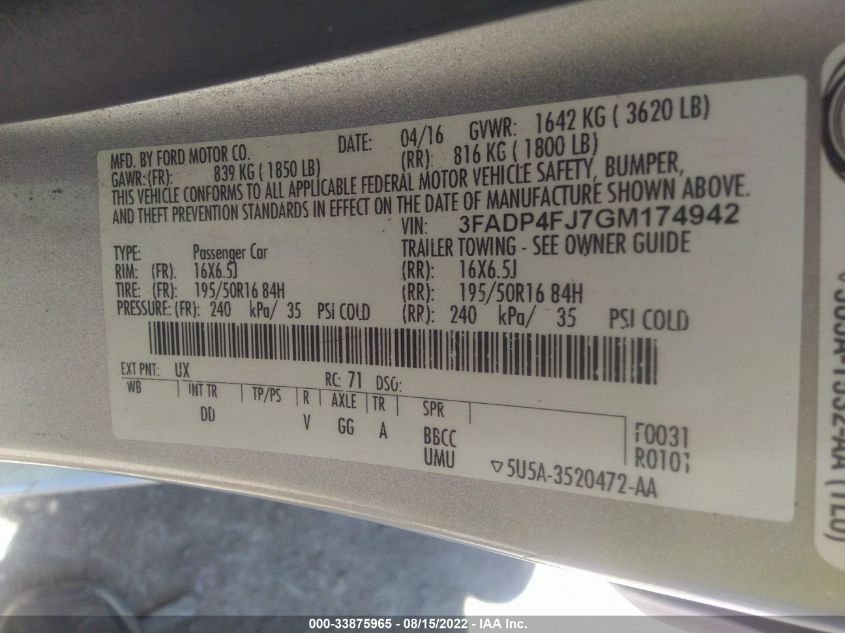 MFD. BY FORD MOTOR CO. DATE: 04/16 GVWR: 1642 KG ( 3620 LB)
GAWR:(FR): 839 KG ( 1850 LB) (RR): 816 KG ( 1800 LB)
THIS VEHICLE CONFORMS TO ALL APPLICABLE FEDERAL MOTOR VEHICLE SAFETY, BUMPER,
AND THEFT PREVENTION STANDARDS IN EFFECT ON THE DATE OF MANUFACTURE SHOWN ABOVE.
VIN: 3FADP4FJ7GM174942
TYPE: Passenger Car TRAILER TOWING - SEE OWNER GUIDE
RIM: (FR): 16X6.5J (RR): 16X6.5J
TIRE: (FR): 195/50R16 84H (RR): 195/50R16 84H
PRESSURE: (FR): 240 kPa/ 35 PSI COLD (RR): 240 kPa/ 35 PSI COLD
EXT PNT: UX RC: 71 DSO:
WB INT TR TP/PS R AXLE TR SPR
DD V GG A BBCC F0031
UMU R0101
▽5U5A-3520472-AA
000-33875965 - 08/15/2022 - IAA Inc.